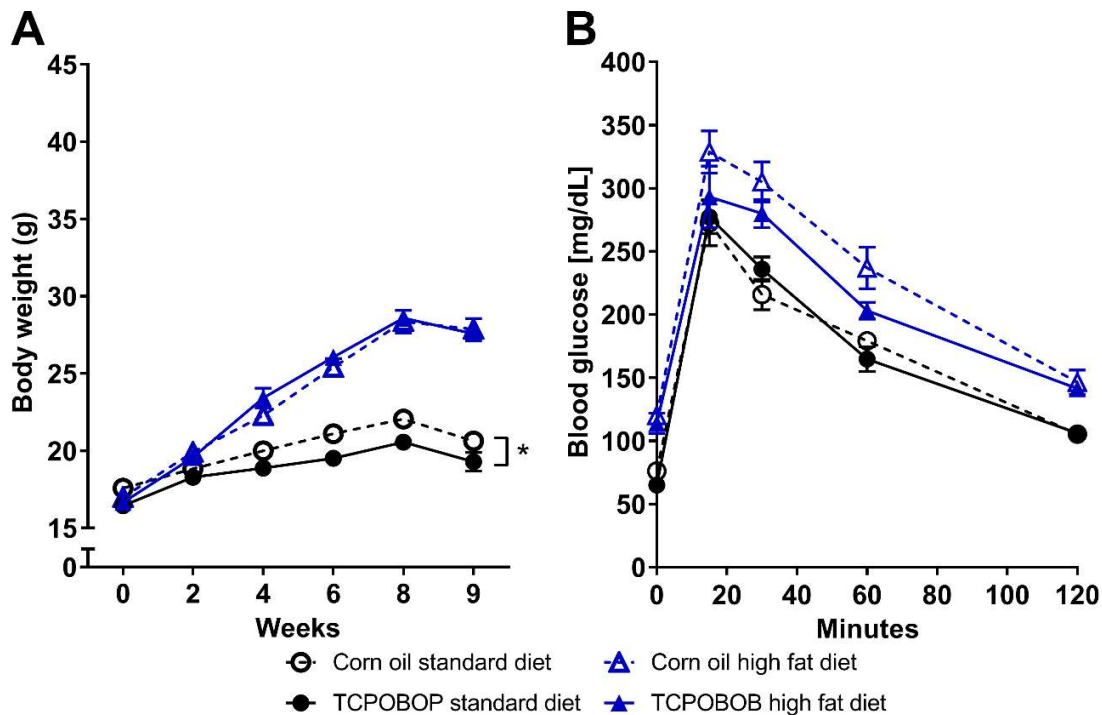 A
B
Body weight (g)
45
40
35
30
25
20
15
0
*
0 2 4 6 8 9
Weeks
Blood glucose [mg/dL]
400
350
300
250
200
150
100
50
0
0 20 40 60 80 100 120
Minutes
Corn oil standard diet
Corn oil high fat diet
TCPOBOP standard diet
TCPOBOB high fat diet